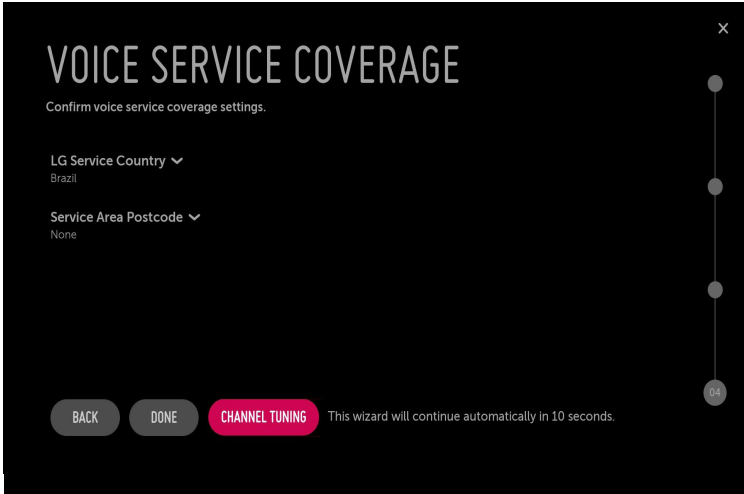 VOICE SERVICE COVERAGE
Confirm voice service coverage settings.
LG Service Country
Brazil
Service Area Postcode
None
04
BACK
DONE
CHANNEL TUNING
This wizard will continue automatically in 10 seconds.